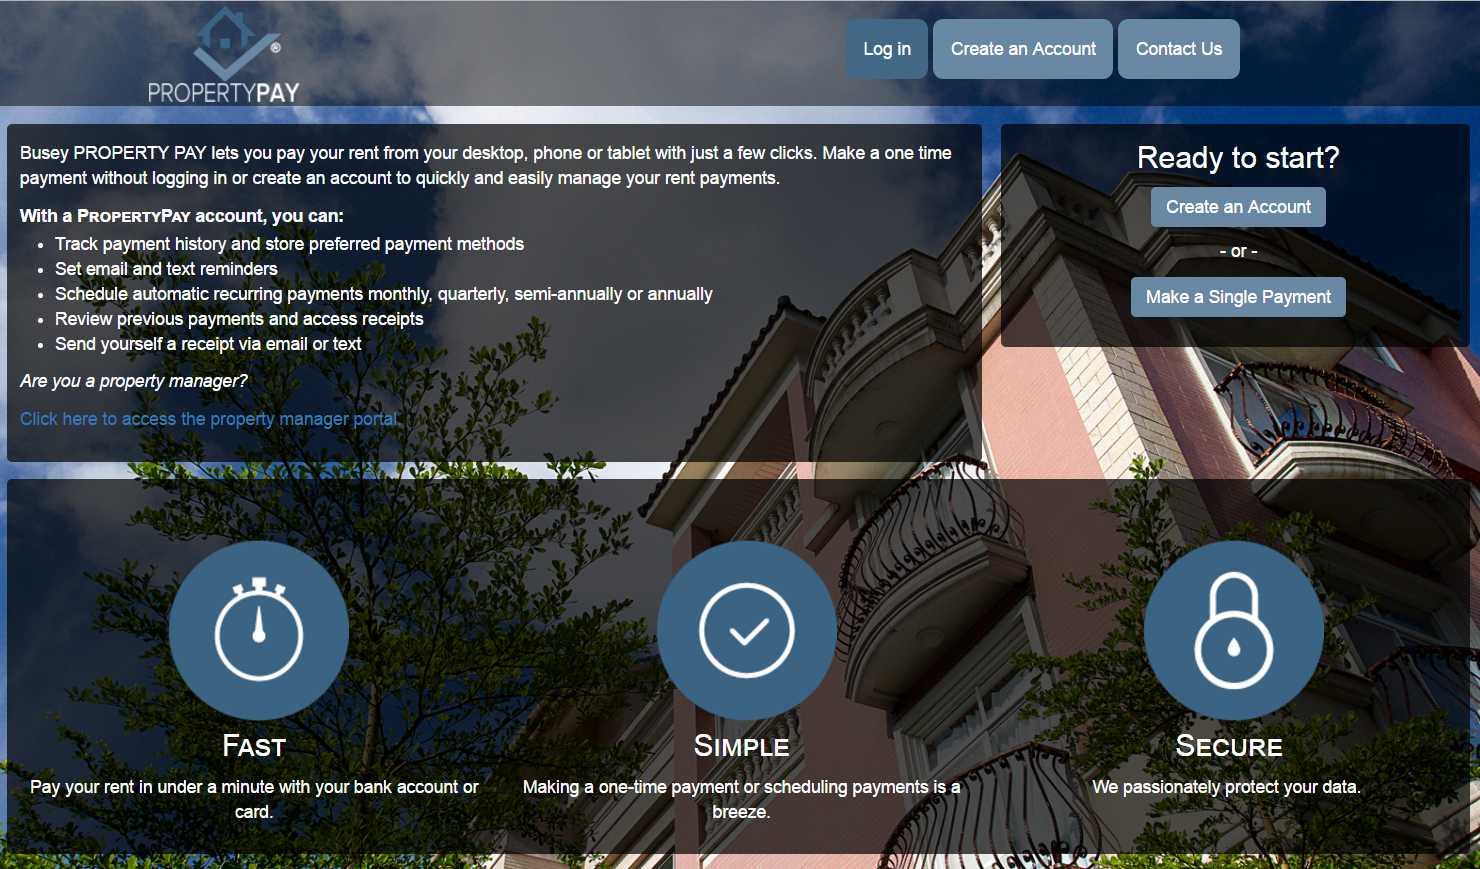 ®
PROPERTYPAY
Log in
Create an Account
Contact Us
Busey PROPERTY PAY lets you pay your rent from your desktop, phone or tablet with just a few clicks. Make a one time
payment without logging in or create an account to quickly and easily manage your rent payments.
With a PROPERTYPAY account, you can:
• Track payment history and store preferred payment methods
• Set email and text reminders
• Schedule automatic recurring payments monthly, quarterly, semi-annually or annually
• Review previous payments and access receipts
• Send yourself a receipt via email or text
Are you a property manager?
Click here to access the property manager portal.
Ready to start?
Create an Account
- or -
Make a Single Payment
FAST
Pay your rent in under a minute with your bank account or
card.
SIMPLE
Making a one-time payment or scheduling payments is a
breeze.
SECURE
We passionately protect your data.